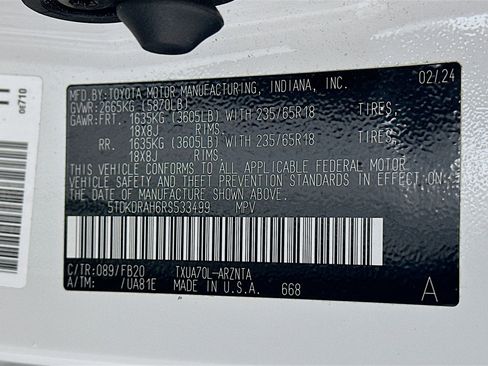 MFD.BY:TOYOTA MOTOR MANUFACTURING, INDIANA, INC. 02/24
GVWR:2665KG (5870LB)
GAWR:FRT. 1635KG (3605LB) WITH 235/65R18 TIRES,
18X8J RIMS.
RR. 1635KG (3605LB) WITH 235/65R18 TIRES,
18X8J RIMS.
THIS VEHICLE CONFORMS TO ALL APPLICABLE FEDERAL MOTOR
VEHICLE SAFETY AND THEFT PREVENTION STANDARDS IN EFFECT ON
THE DATE OF MANUFACTURE SHOWN ABOVE.
5TDKDRAH6RS533499 MPV
C/TR:089/FB20 TXUA70L-ARZNTA
A/TM: /UA81E MADE IN U.S.A. 668 A
0E710